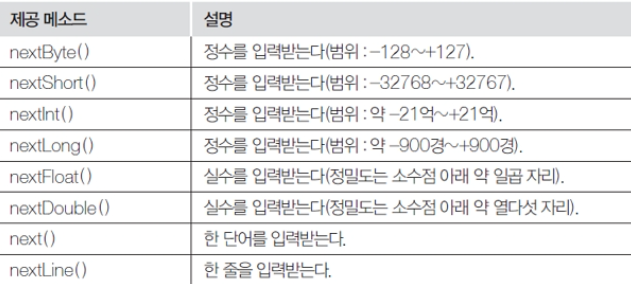 제공 메소드 설명
nextByte() 정수를 입력받는다(범위 : -128~+127).
nextShort() 정수를 입력받는다(범위 : -32768~+32767).
nextInt() 정수를 입력받는다(범위 : 약 -21억~+21억).
nextLong() 정수를 입력받는다(범위 : 약 -900경~+900경).
nextFloat() 실수를 입력받는다(정밀도는 소수점 아래 약 일곱 자리).
nextDouble() 실수를 입력받는다(정밀도는 소수점 아래 약 열다섯 자리).
next() 한 단어를 입력받는다.
nextLine() 한 줄을 입력받는다.